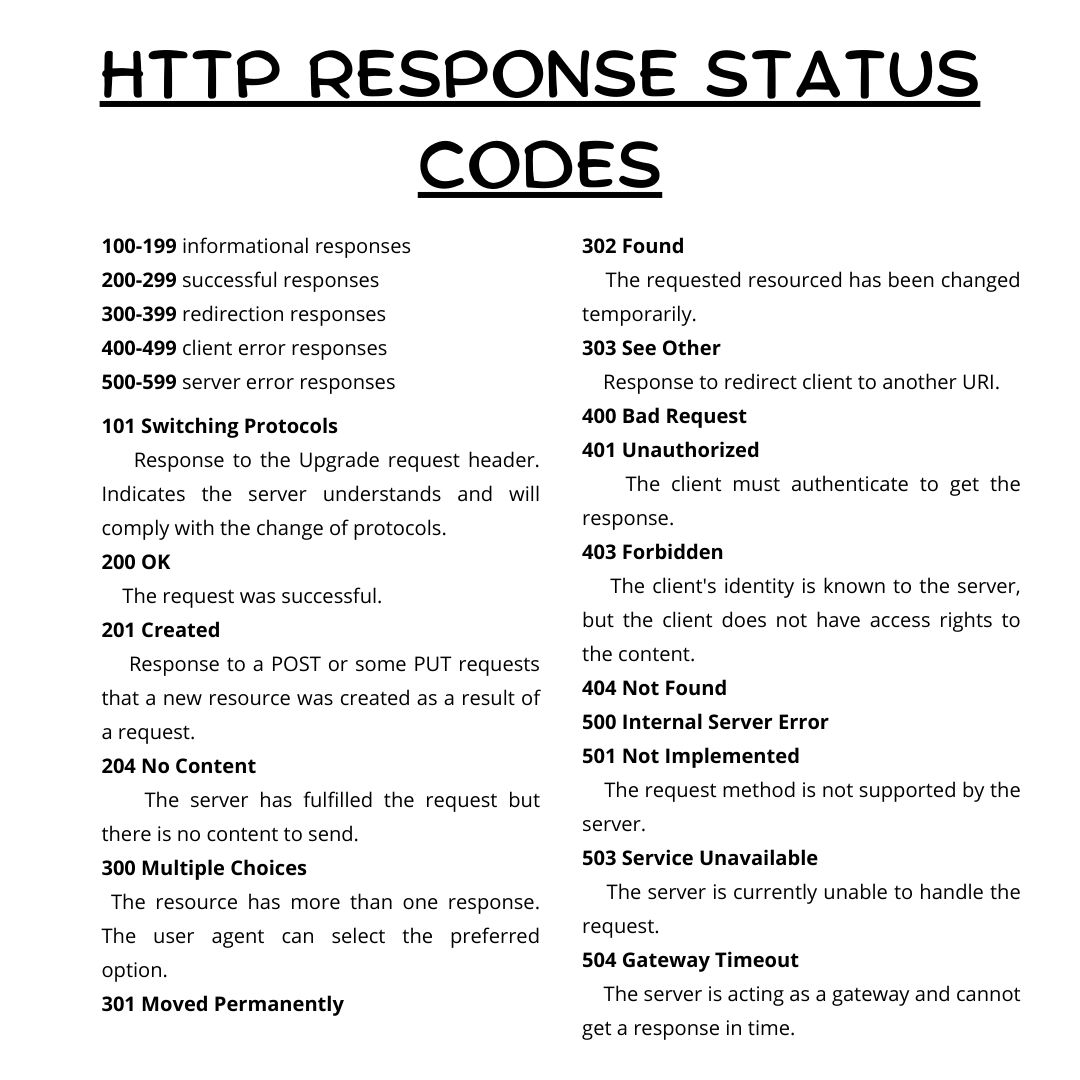 HTTP RESPONSE STATUS
CODES
100-199 informational responses
200-299 successful responses
300-399 redirection responses
400-499 client error responses
500-599 server error responses
101 Switching Protocols
Response to the Upgrade request header.
Indicates the server understands and will
comply with the change of protocols.
200 OK
The request was successful.
201 Created
Response to a POST or some PUT requests
that a new resource was created as a result of
a request.
204 No Content
The server has fulfilled the request but
there is no content to send.
300 Multiple Choices
The resource has more than one response.
The user agent can select the preferred
option.
301 Moved Permanently
302 Found
The requested resourced has been changed
temporarily.
303 See Other
Response to redirect client to another URI.
400 Bad Request
401 Unauthorized
The client must authenticate to get the
response.
403 Forbidden
The client's identity is known to the server,
but the client does not have access rights to
the content.
404 Not Found
500 Internal Server Error
501 Not Implemented
The request method is not supported by the
server.
503 Service Unavailable
The server is currently unable to handle the
request.
504 Gateway Timeout
The server is acting as a gateway and cannot
get a response in time.